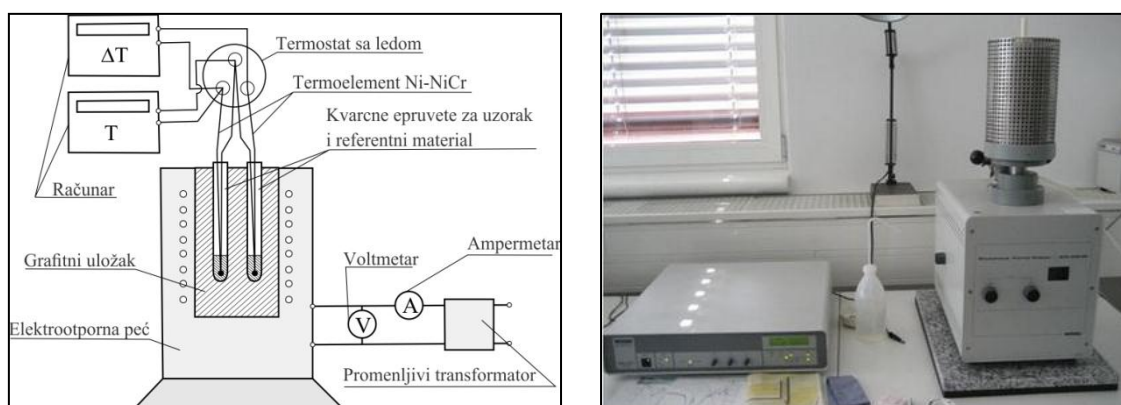 ΔT
T
Računar
Termostat sa ledom
Termoelement Ni-NiCr
Kvarcne epruvete za uzorak
i referentni material
Grafitni uložak
Elektrootporna peć
Voltmetar
Ampermetar
V
A
Promenljivi transformator